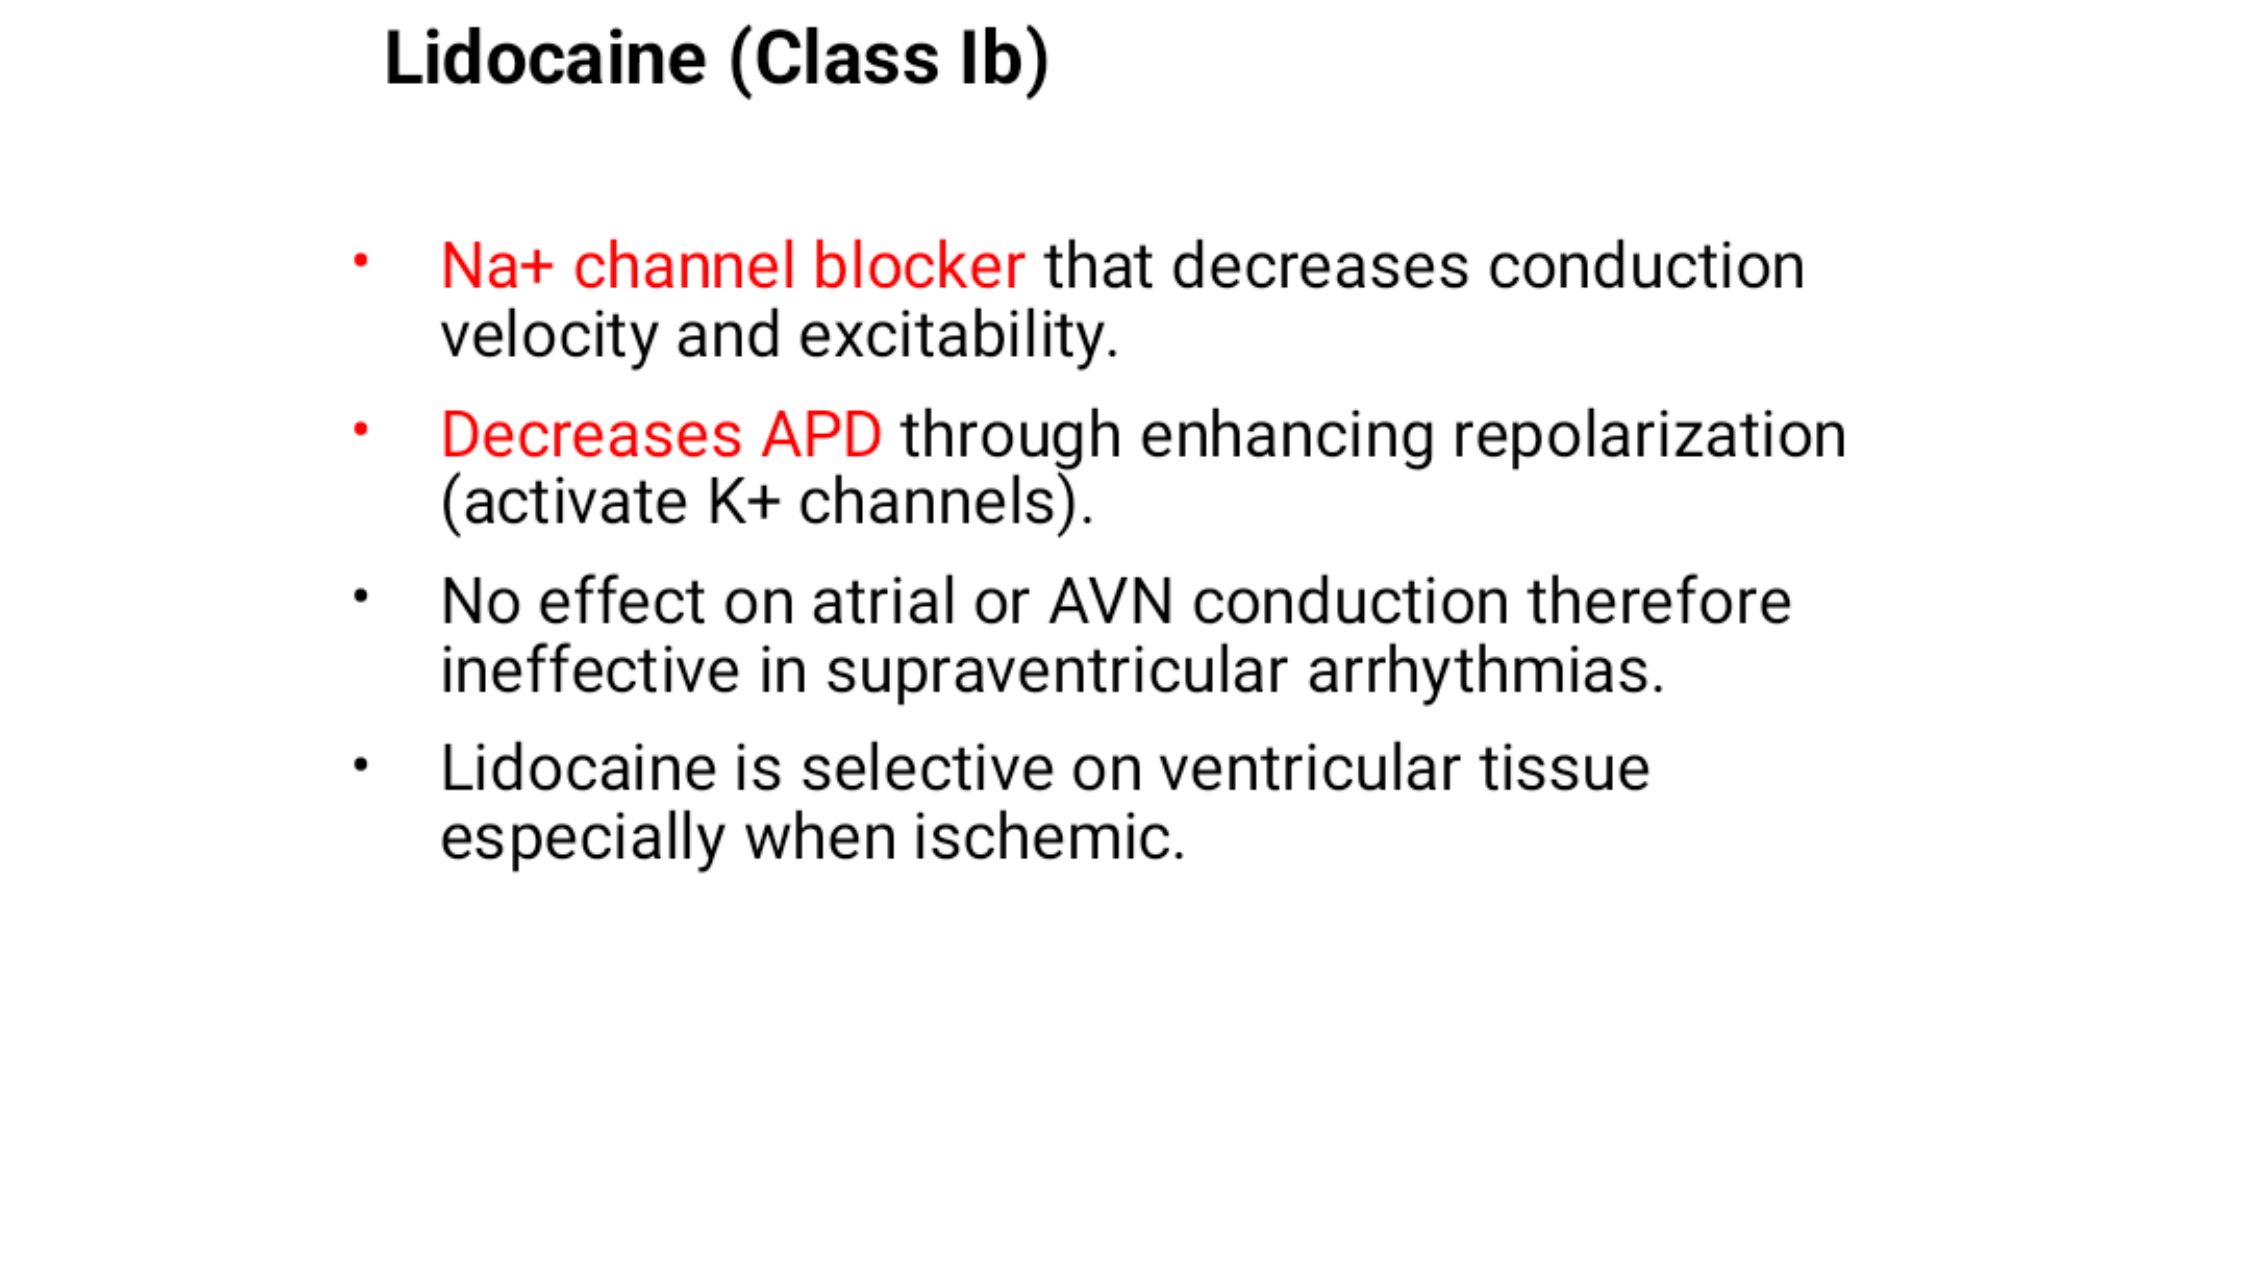 Lidocaine (Class Ib)
• Na+ channel blocker that decreases conduction
velocity and excitability.
• Decreases APD through enhancing repolarization
(activate K+ channels).
• No effect on atrial or AVN conduction therefore
ineffective in supraventricular arrhythmias.
• Lidocaine is selective on ventricular tissue
especially when ischemic.